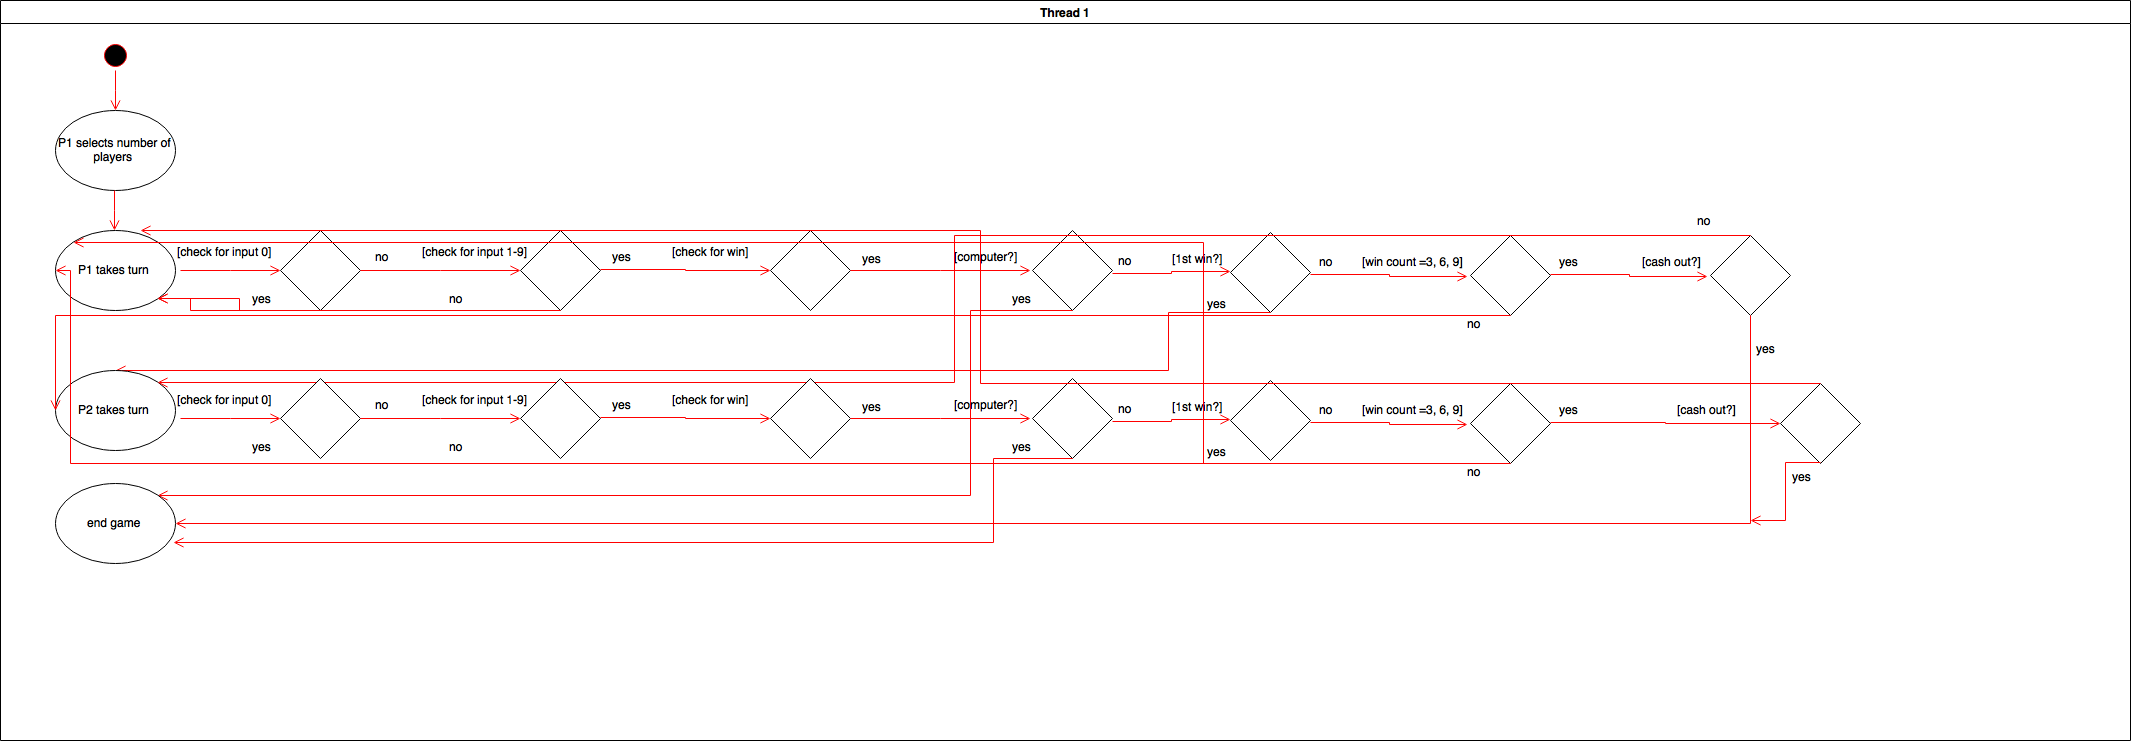 Thread 1
P1 selects number of
players
no
P1 takes turn
[check for input 0]
no
[check for input 1-9]
yes
[check for win]
yes
[computer?]
no
[1st win?]
no
[win count =3, 6, 9]
yes
[cash out?]
yes
no
yes
yes
no
yes
P2 takes turn
[check for input 0]
no
[check for input 1-9]
yes
[check for win]
yes
[computer?]
no
[1st win?]
no
[win count =3, 6, 9]
yes
[cash out?]
yes
no
yes
yes
no
yes
end game